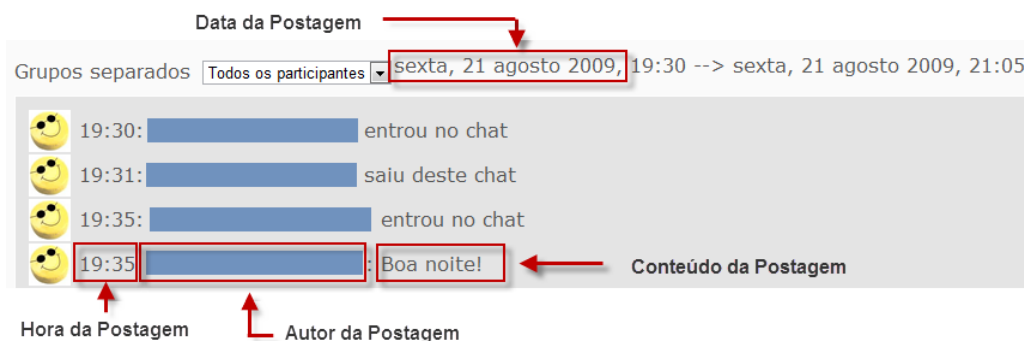 Data da Postagem
Grupos separados Todos os participantes sexta, 21 agosto 2009, 19:30 --> sexta, 21 agosto 2009, 21:05
19:30: entrou no chat
19:31: saiu deste chat
19:35: entrou no chat
19:35 : Boa noite! Conteúdo da Postagem
Hora da Postagem Autor da Postagem